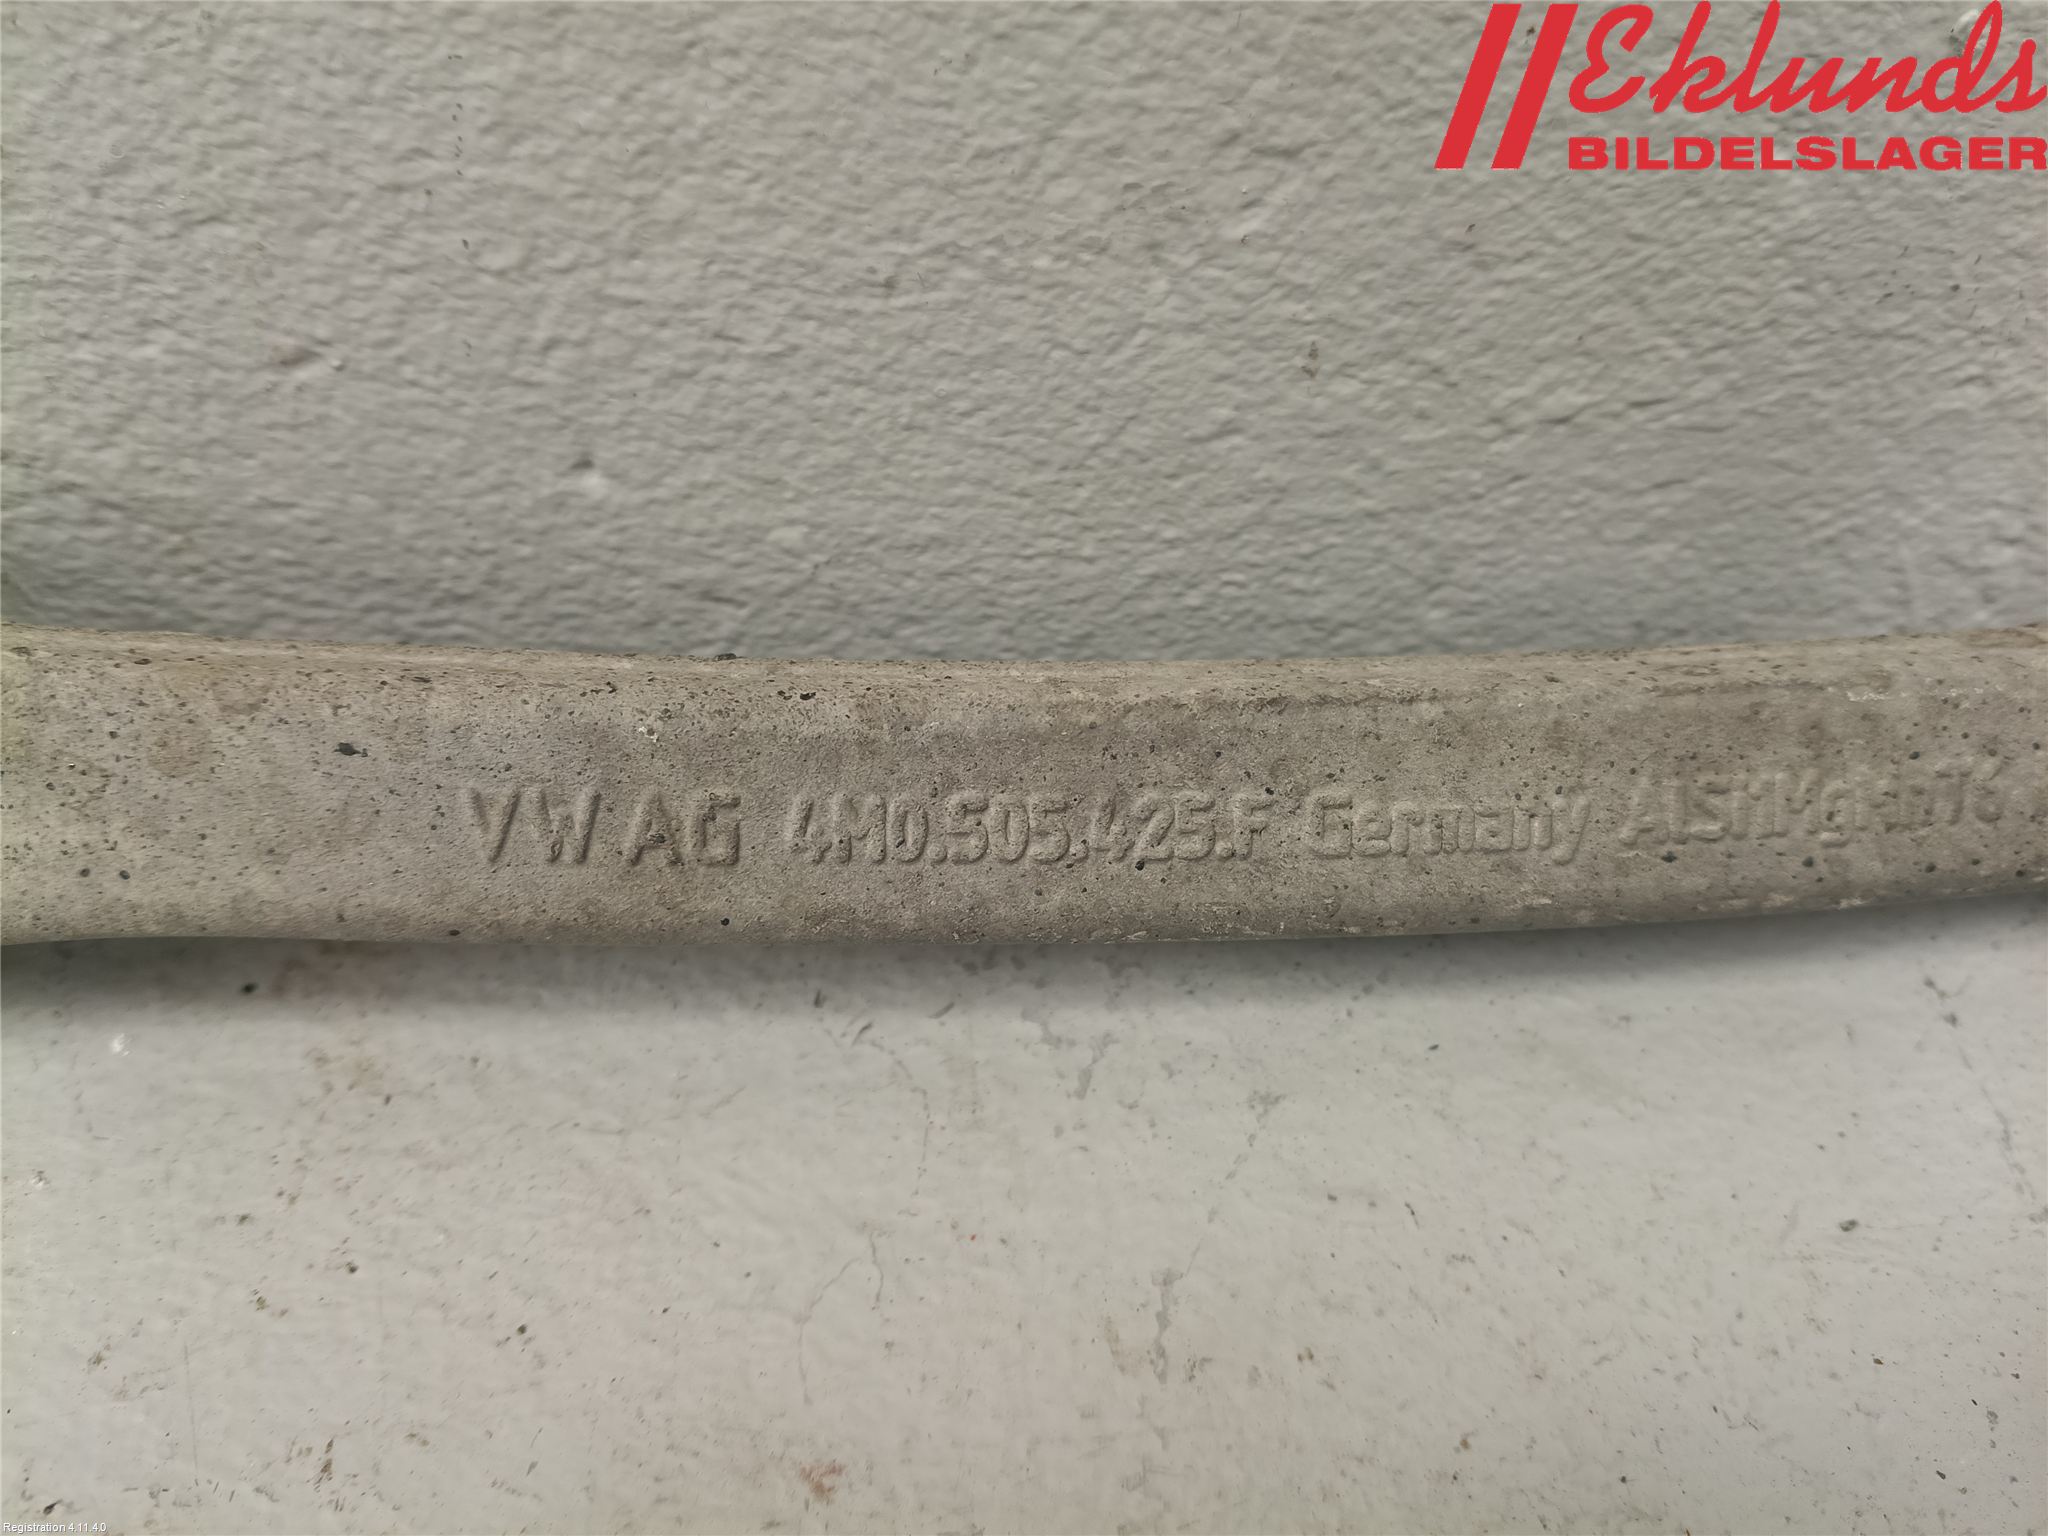 Eklunds
BILDELSLAGER
VW AG 4M0.505.425.F Germany
Registration 4.11.4.0